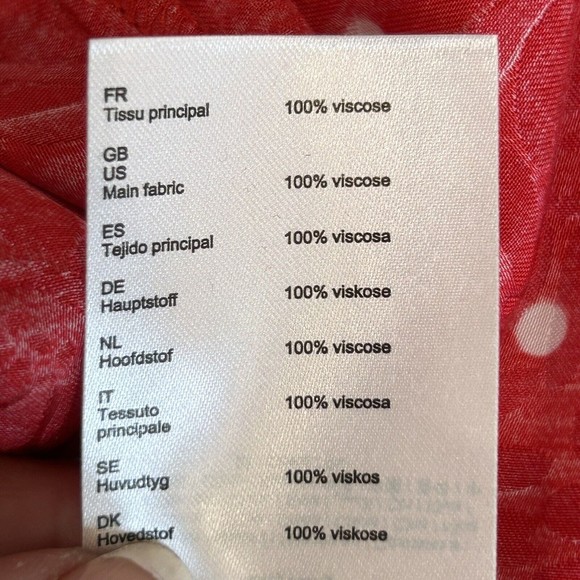 FR
Tissu principal 100% viscose
GB
US
Main fabric 100% viscose
ES
Tejido principal 100% viscosa
DE
Hauptstoff 100% viskose
NL
Hoofdstof 100% viscose
IT
Tessuto 100% viscosa
principale
SE
Huvudtyg 100% viskos
DK
Hovedstof 100% viskose